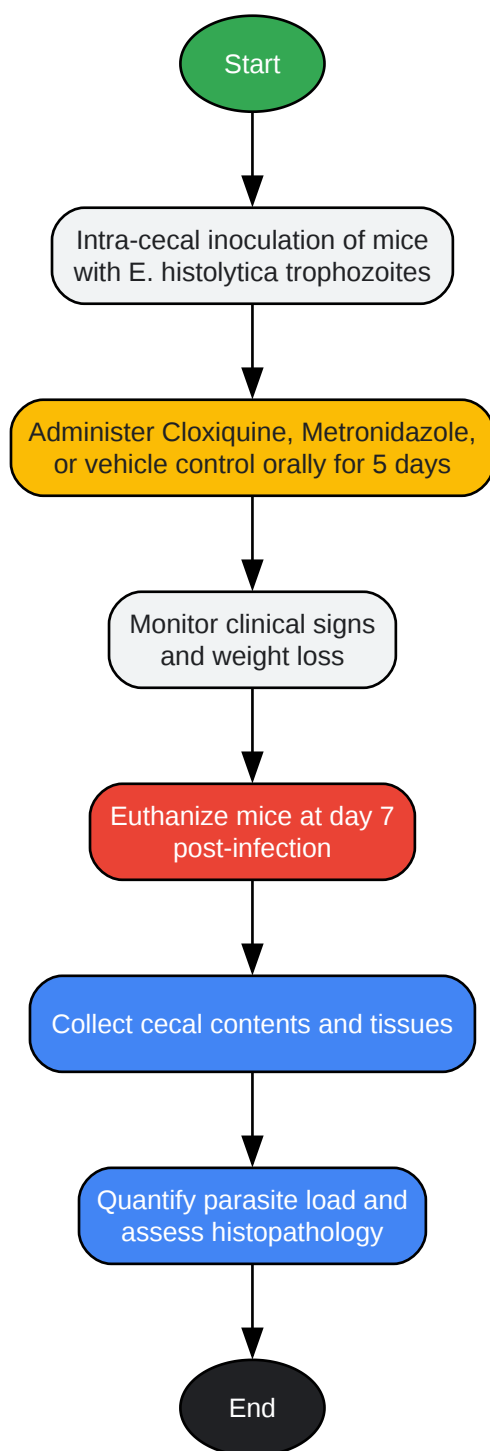 Start
Intra-cecal inoculation of mice
with E. histolytica trophozoites
Administer Cloxiquine, Metronidazole,
or vehicle control orally for 5 days
Monitor clinical signs
and weight loss
Euthanize mice at day 7
post-infection
Collect cecal contents and tissues
Quantify parasite load and
assess histopathology
End